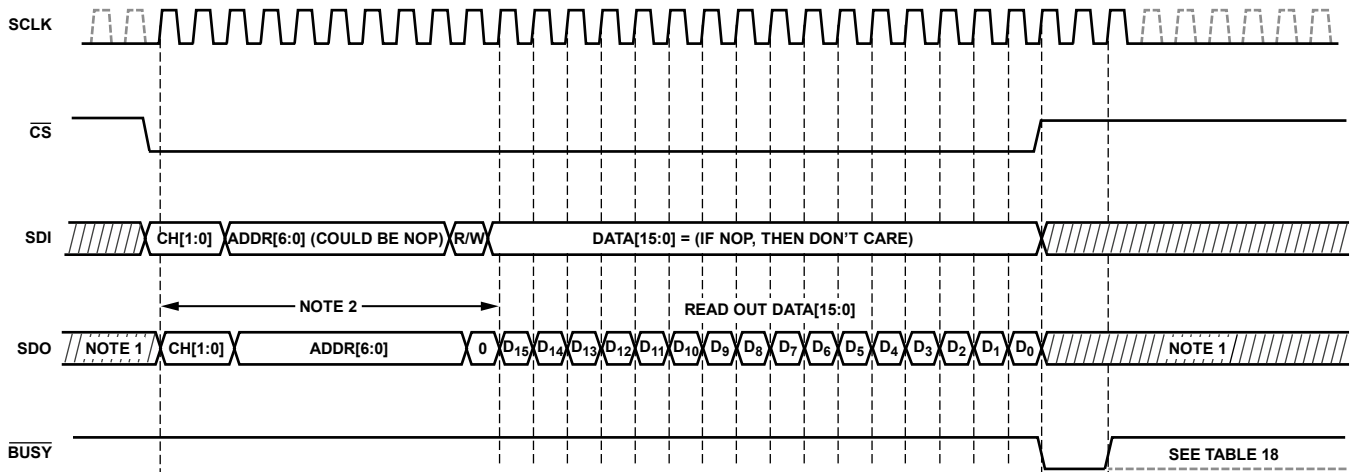 SCLK
CS
SDI
CH[1:0]
ADDR[6:0] (COULD BE NOP)
R/W
DATA[15:0] = (IF NOP, THEN DON'T CARE)
NOTE 2
READ OUT DATA[15:0]
SDO
NOTE 1
CH[1:0]
ADDR[6:0]
0
D15
D14
D13
D12
D11
D10
D9
D8
D7
D6
D5
D4
D3
D2
D1
D0
NOTE 1
BUSY
SEE TABLE 18